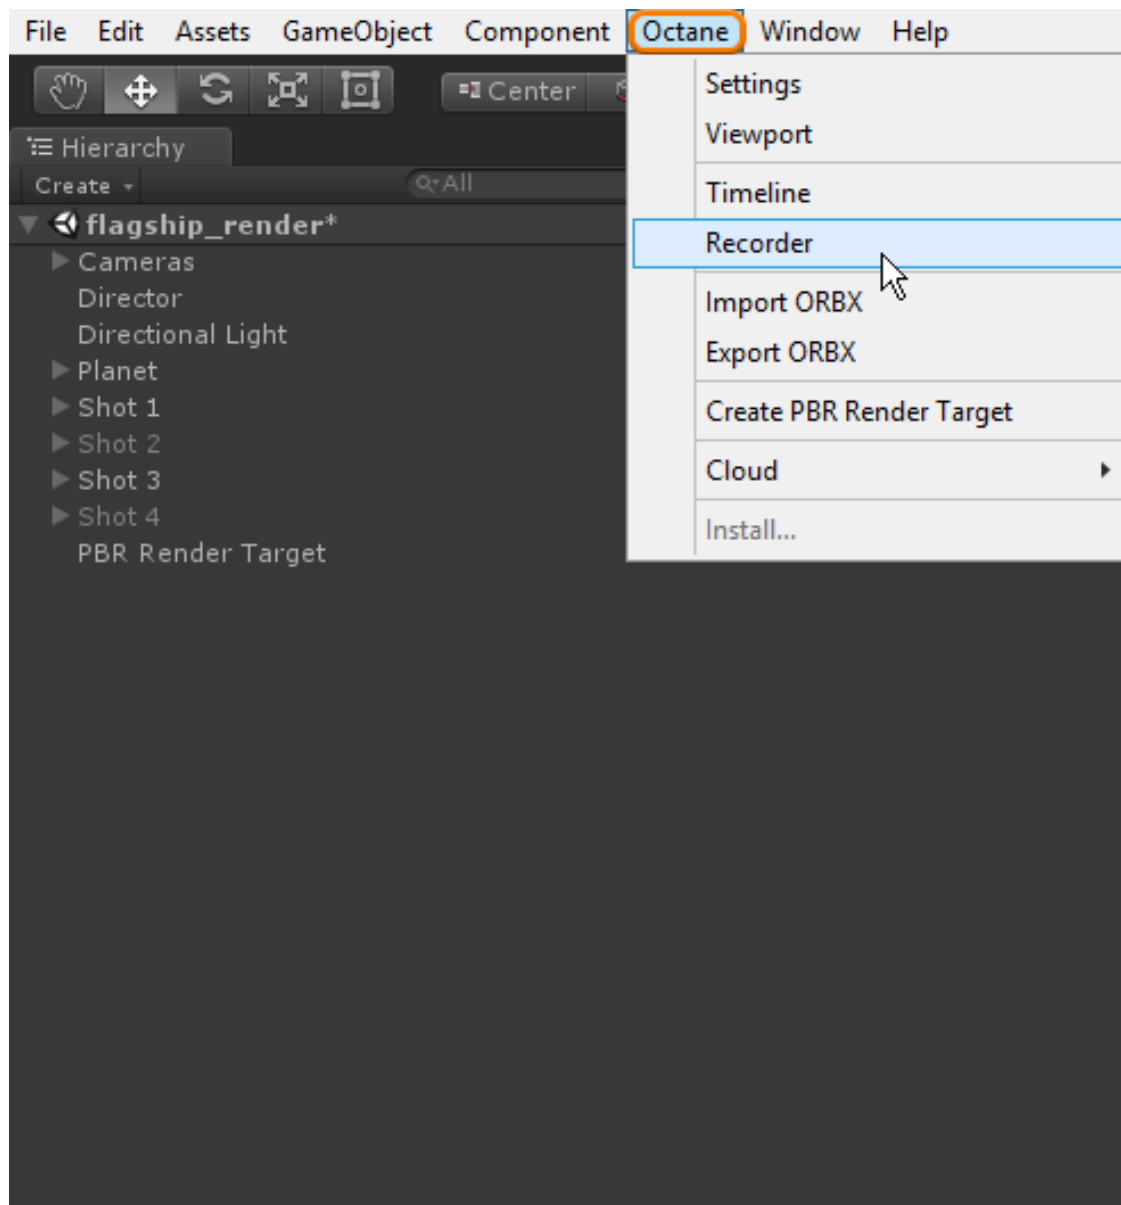 File Edit Assets GameObject Component Octane Window Help
Center
Settings
Viewport
Timeline
Recorder
Import ORBX
Export ORBX
Create PBR Render Target
Cloud
Install...
Hierarchy
Create All
flagship_render*
Cameras
Director
Directional Light
Planet
Shot 1
Shot 2
Shot 3
Shot 4
PBR Render Target